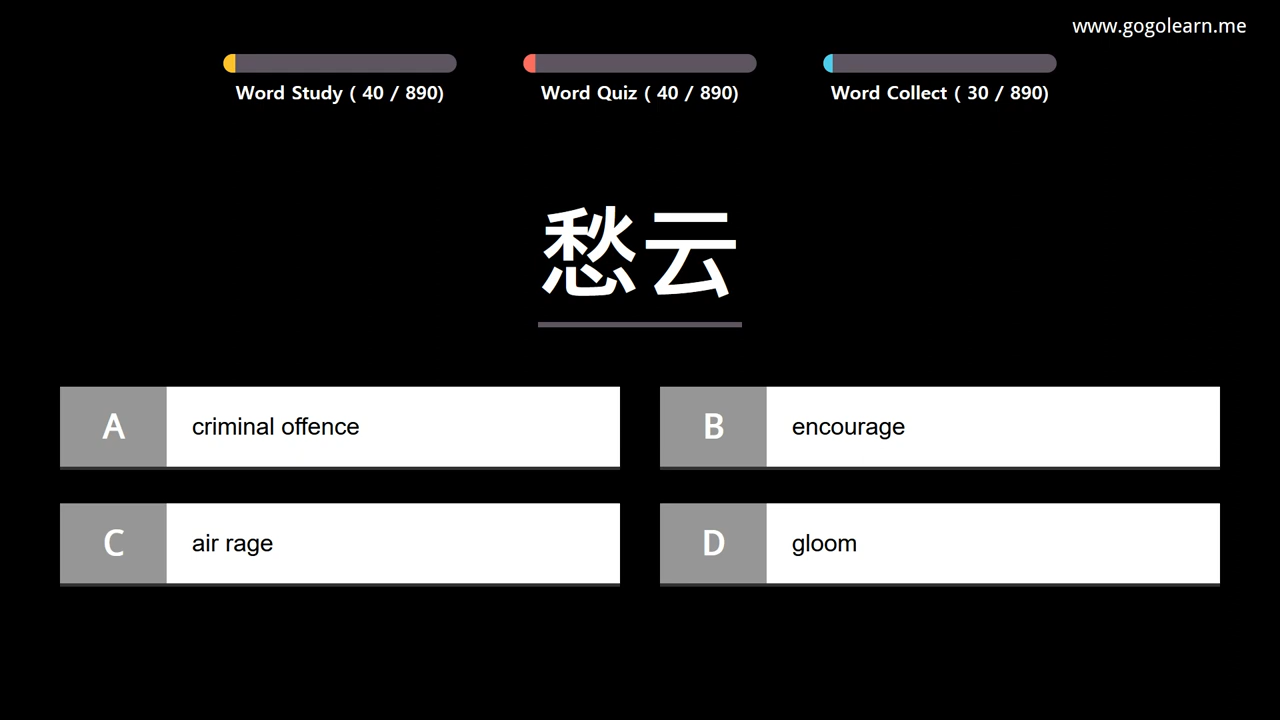 www.gogolearn.me
Word Study ( 40 / 890)
Word Quiz ( 40 / 890)
Word Collect ( 30 / 890)
愁云
A criminal offence
B encourage
C air rage
D gloom